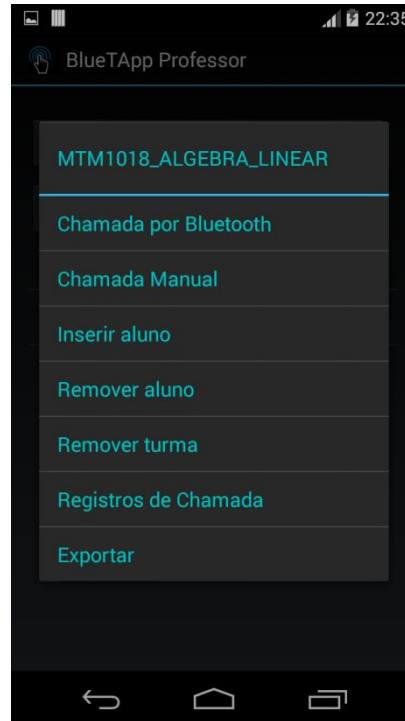 22:35
BlueTApp Professor
MTM1018_ALGEBRA_LINEAR
Chamada por Bluetooth
Chamada Manual
Inserir aluno
Remover aluno
Remover turma
Registros de Chamada
Exportar